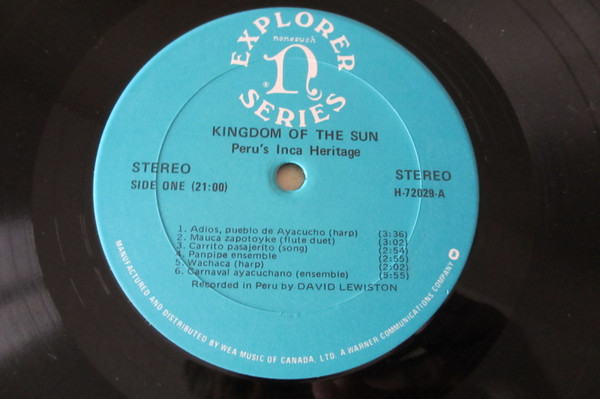 EXPLORER
nonesuch
n
SERIES
KINGDOM OF THE SUN
Peru's Inca Heritage
STEREO
SIDE ONE (21:00)
STEREO
H-72029-A
1. Adios, pueblo de Ayacucho (harp) (3:36)
2. Mauca zapotoyke (flute duet) (3:02)
3. Carrito pasajerito (song) (2:54)
4. Panpipe ensemble (2:55)
5. Wachaca (harp) (2:02)
6. Carnaval ayacuchano (ensemble) (5:55)
Recorded in Peru by DAVID LEWISTON
MANUFACTURED AND DISTRIBUTED BY WEA MUSIC OF CANADA, LTD. A WARNER COMMUNICATIONS COMPANY